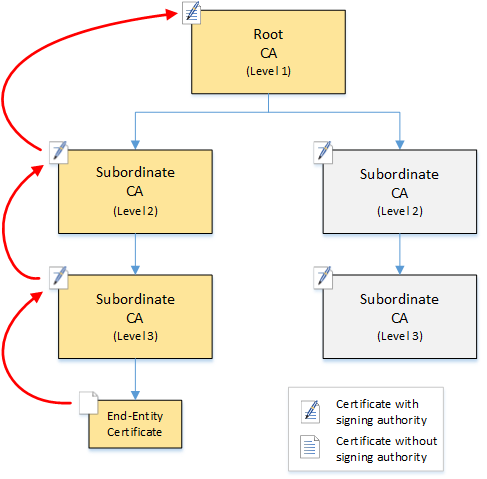 Root
CA
(Level 1)
Subordinate
CA
(Level 2)
Subordinate
CA
(Level 2)
Subordinate
CA
(Level 3)
Subordinate
CA
(Level 3)
End-Entity
Certificate
Certificate with
signing authority
Certificate without
signing authority